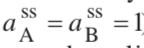 a_A^ss = a_B^ss = 1